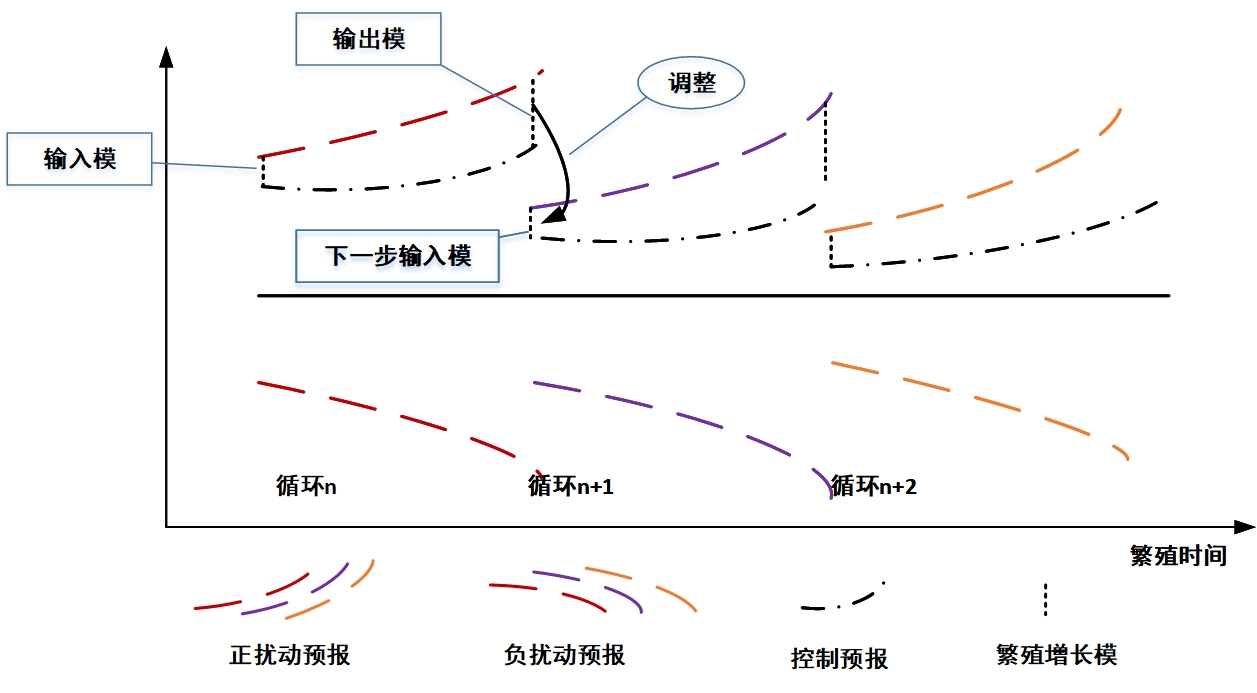 输出模
调整
输入模
下一步输入模
循环n
循环n+1
循环n+2
繁殖时间
正扰动预报
负扰动预报
控制预报
繁殖增长模